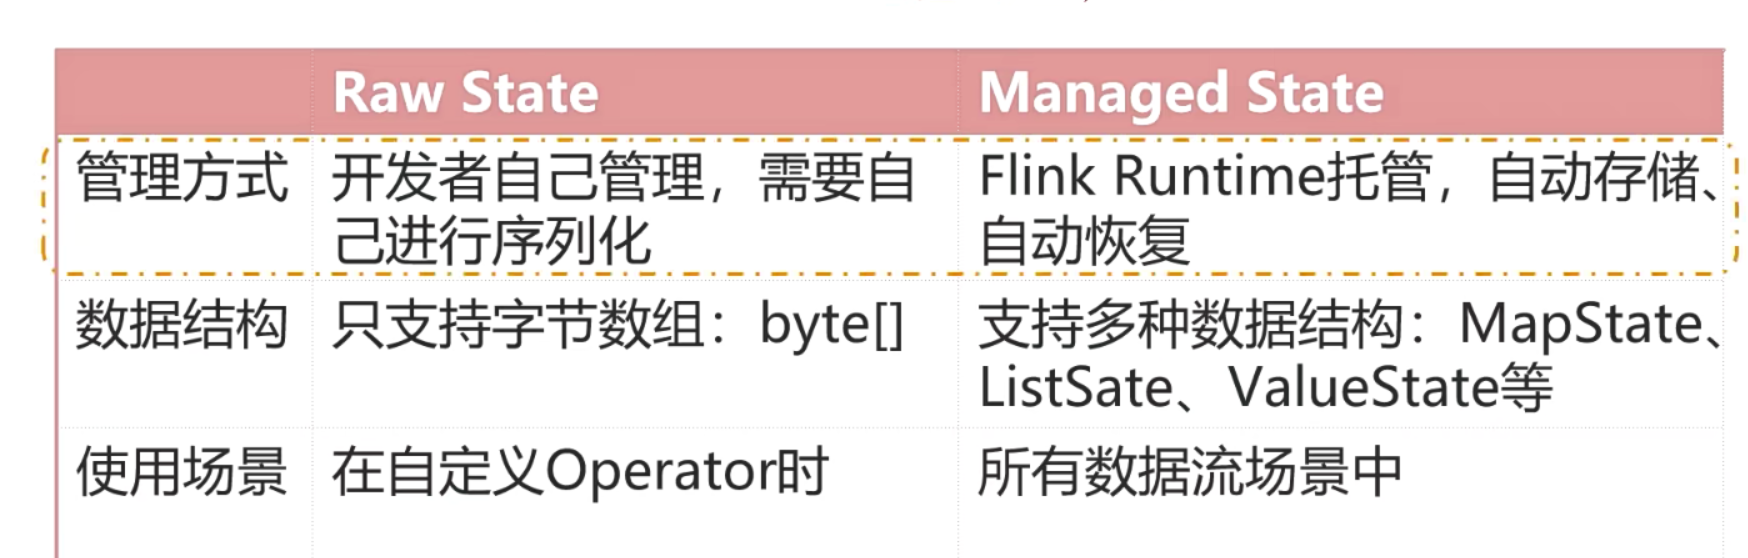 Raw State Managed State
管理方式 开发者自己管理，需要自 Flink Runtime托管，自动存储、
己进行序列化 自动恢复
数据结构 只支持字节数组：byte[] 支持多种数据结构：MapState、
ListSate、ValueState等
使用场景 在自定义Operator时 所有数据流场景中